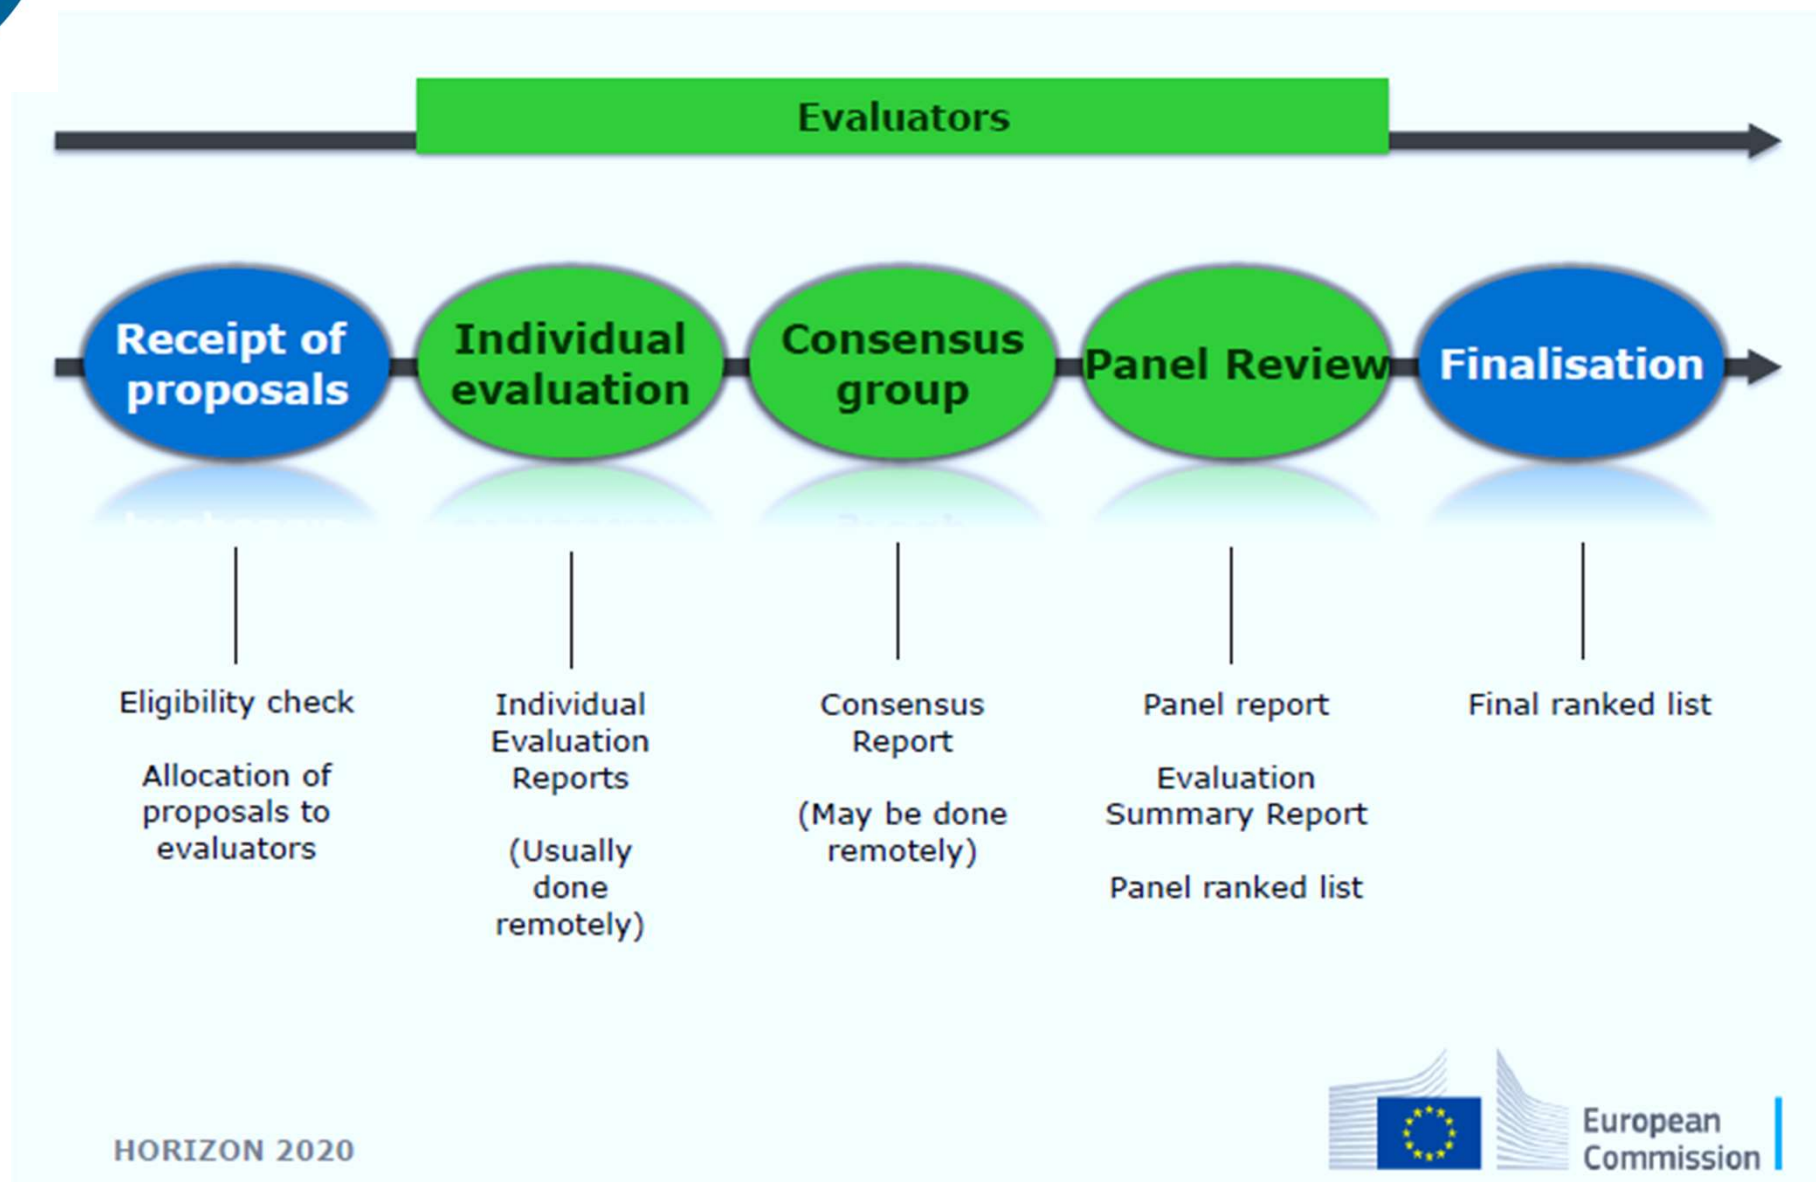 Evaluators
Receipt of
proposals
Individual
evaluation
Consensus
group
Panel Review
Finalisation
Eligibility check
Allocation of
proposals to
evaluators
Individual
Evaluation
Reports
(Usually
done
remotely)
Consensus
Report
(May be done
remotely)
Panel report
Evaluation
Summary Report
Panel ranked list
Final ranked list
HORIZON 2020
European
Commission